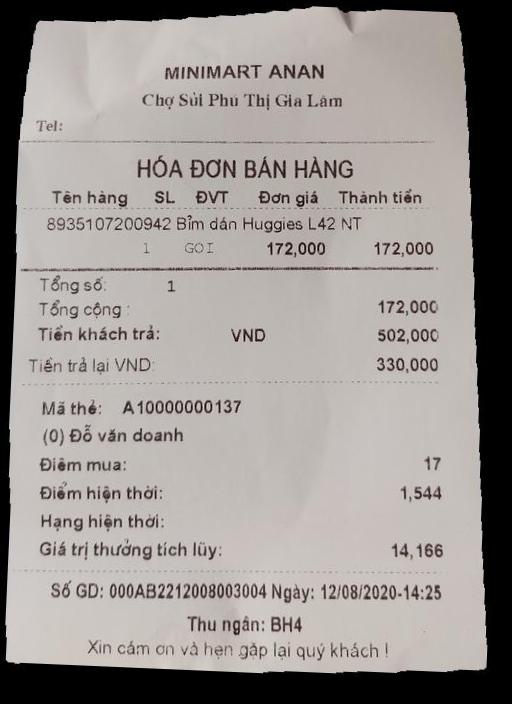 MINIMART ANAN
Chợ Sủi Phú Thị Gia Lâm
Tel:
HÓA ĐƠN BÁN HÀNG
Tên hàng SL ĐVT Đơn giá Thành tiền
8935107200942 Bỉm dán Huggies L42 NT
1 GOI 172,000 172,000
Tổng số: 1
Tổng cộng : 172,000
Tiền khách trả: VND 502,000
Tiền trả lại VND: 330,000
Mã thẻ: A10000000137
(0) Đỗ văn doanh
Điểm mua: 17
Điểm hiện thời: 1,544
Hạng hiện thời:
Giá trị thưởng tích lũy: 14,166
Số GD: 000AB2212008003004 Ngày: 12/08/2020-14:25
Thu ngân: BH4
Xin cảm ơn và hẹn gặp lại quý khách !